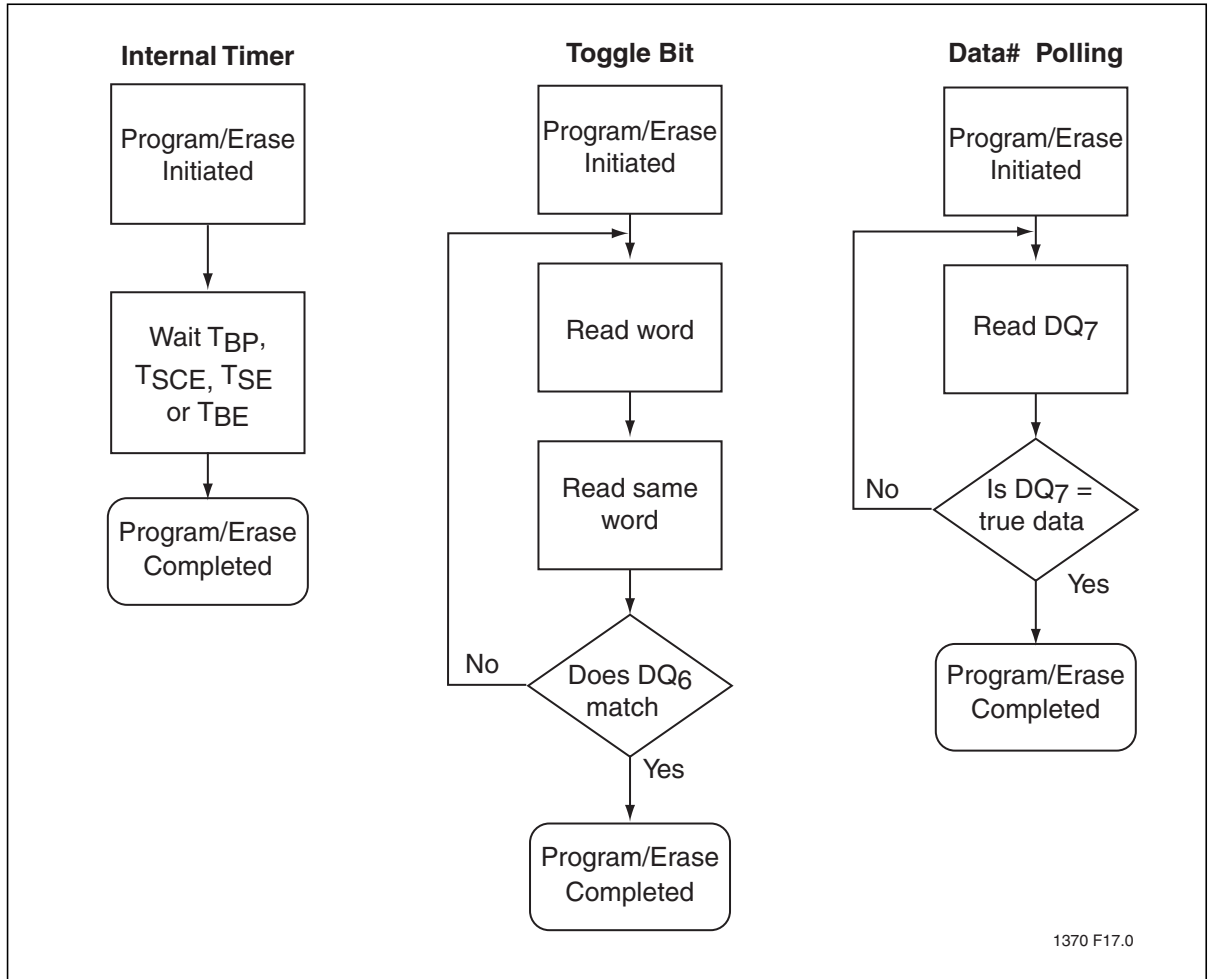 Internal Timer
Program/Erase
Initiated
Wait TBP,
TSCE, TSE
or TBE
Program/Erase
Completed
Toggle Bit
Program/Erase
Initiated
Read word
Read same
word
No
Does DQ6
match
Yes
Program/Erase
Completed
Data# Polling
Program/Erase
Initiated
Read DQ7
No
Is DQ7 =
true data
Yes
Program/Erase
Completed
1370 F17.0